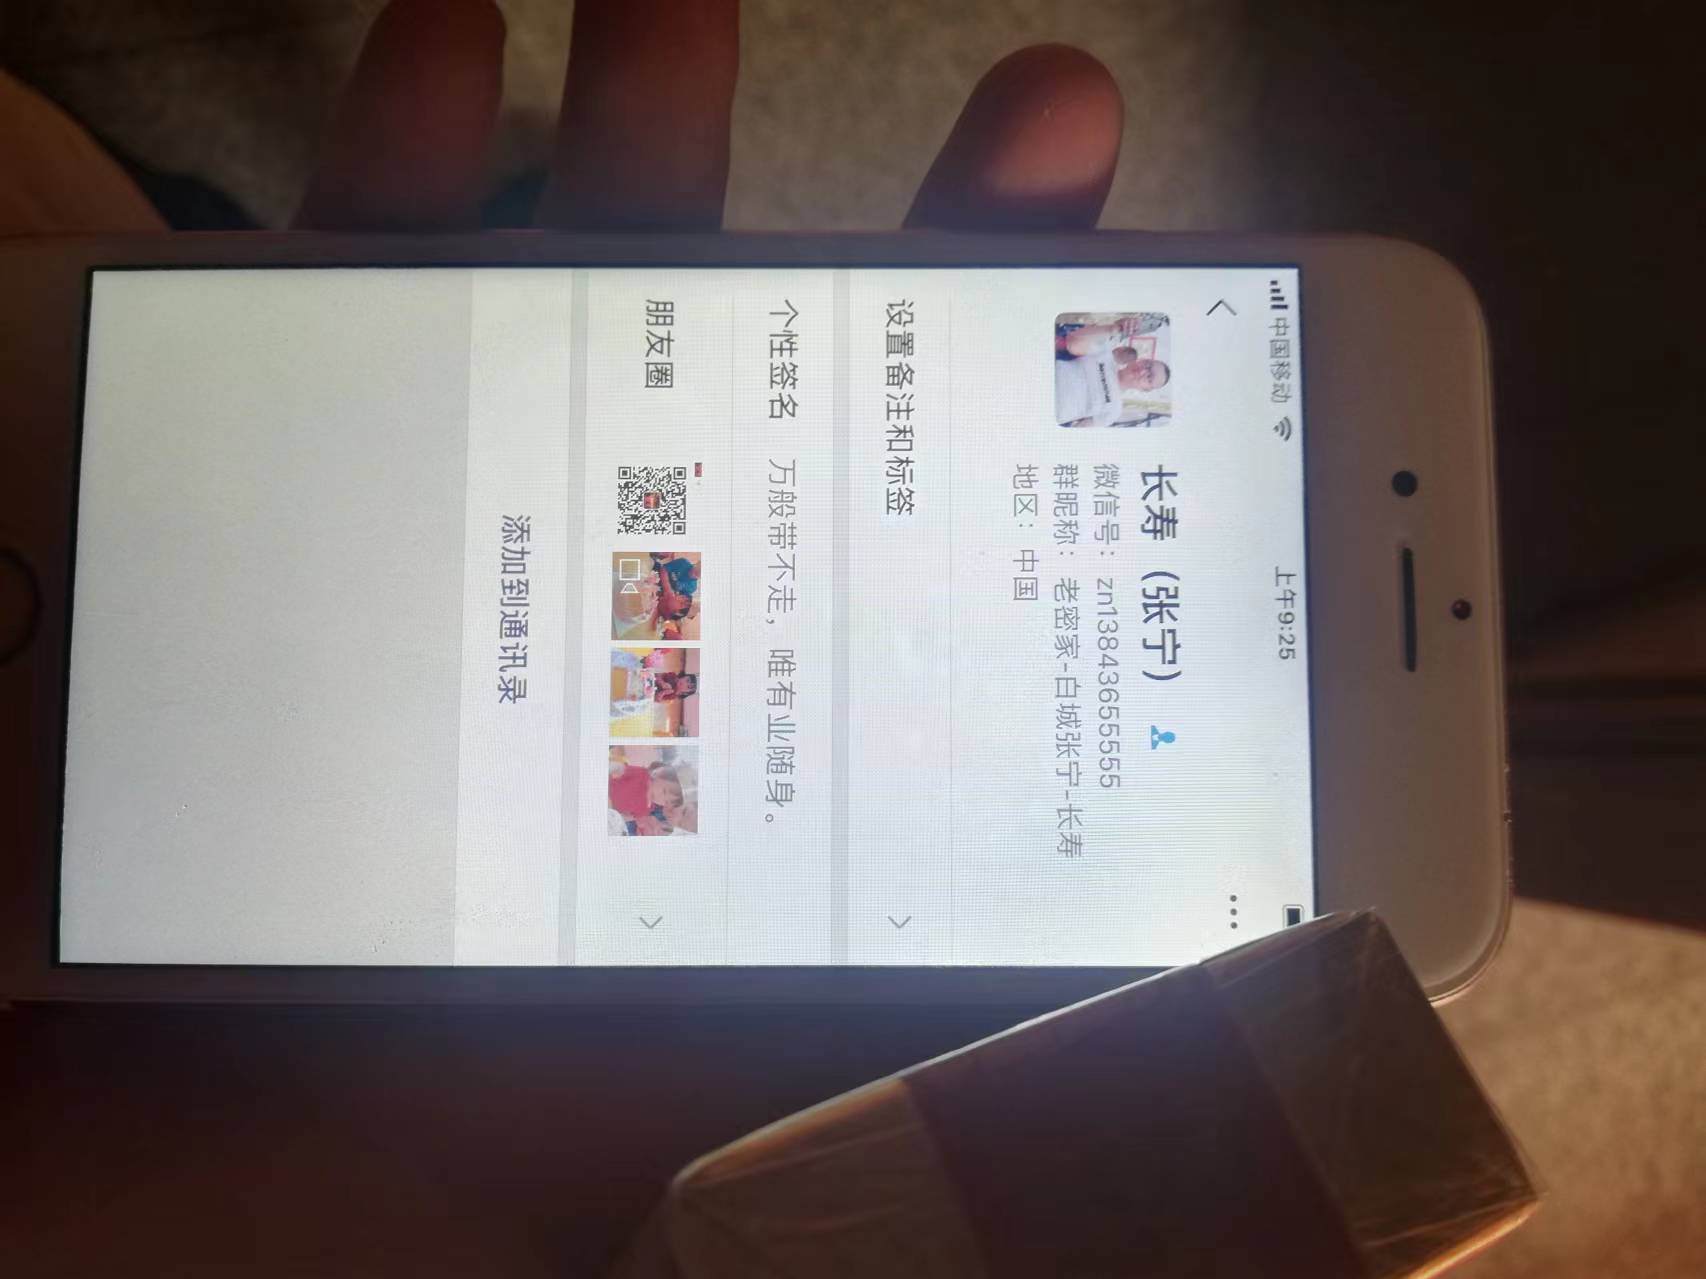 中国移动
上午9:25
长寿（张宁）
微信号：zn13843655555
群昵称：老密家-白城张宁-长寿
地区：中国
设置备注和标签
个性签名 万般带不走，唯有业随身。
朋友圈
添加到通讯录